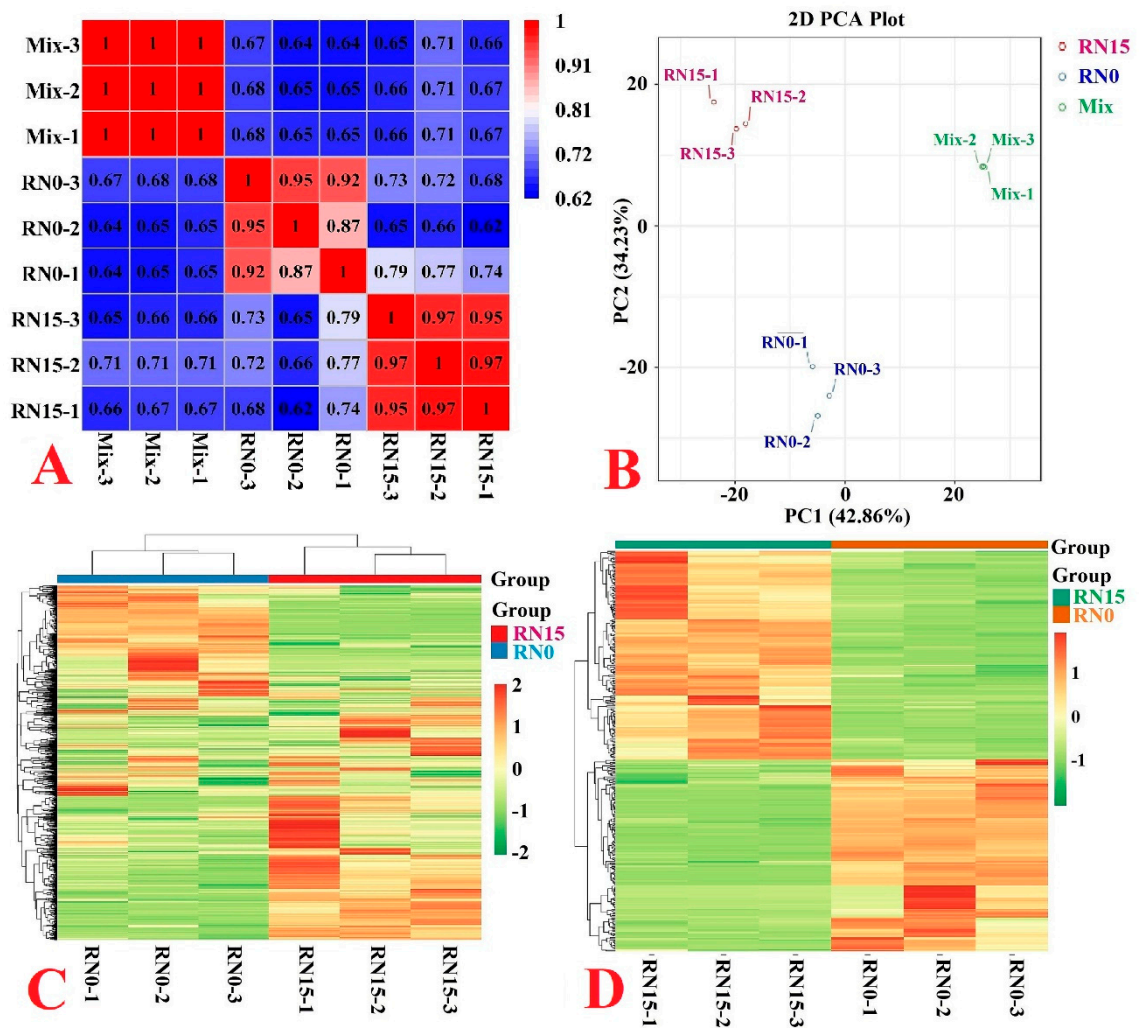 Mix-3 1 1 1 0.67 0.64 0.64 0.65 0.71 0.66
Mix-2 1 1 1 0.68 0.65 0.65 0.66 0.71 0.67
Mix-1 1 1 1 0.68 0.65 0.65 0.66 0.71 0.67
RN0-3 0.67 0.68 0.68 1 0.95 0.92 0.73 0.72 0.68
RN0-2 0.64 0.65 0.65 0.95 1 0.87 0.65 0.66 0.62
RN0-1 0.64 0.65 0.65 0.92 0.87 1 0.79 0.77 0.74
RN15-3 0.65 0.66 0.66 0.73 0.65 0.79 1 0.97 0.95
RN15-2 0.71 0.71 0.71 0.72 0.66 0.77 0.97 1 0.97
RN15-1 0.66 0.67 0.67 0.68 0.62 0.74 0.95 0.97 1
Mix-3 Mix-2 Mix-1 RN0-3 RN0-2 RN0-1 RN15-3 RN15-2 RN15-1
1
0.91
0.81
0.72
0.62
A
2D PCA Plot
RN15
RN0
Mix
RN15-1
RN15-2
RN15-3
Mix-2 Mix-3
Mix-1
RN0-1
RN0-3
RN0-2
20
0
-20
PC2 (34.23%)
-20 0 20
PC1 (42.86%)
B
Group
Group
RN15
RN0
2
1
0
-1
-2
RN0-1 RN0-2 RN0-3 RN15-1 RN15-2 RN15-3
C
Group
Group
RN15
RN0
1
0
-1
RN15-1 RN15-2 RN15-3 RN0-1 RN0-2 RN0-3
D